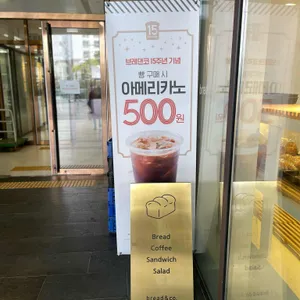 15
브레댄코 15주년 기념
빵 구매 시
아메리카노
500원
Bread
Coffee
Sandwich
Salad
bread & co.